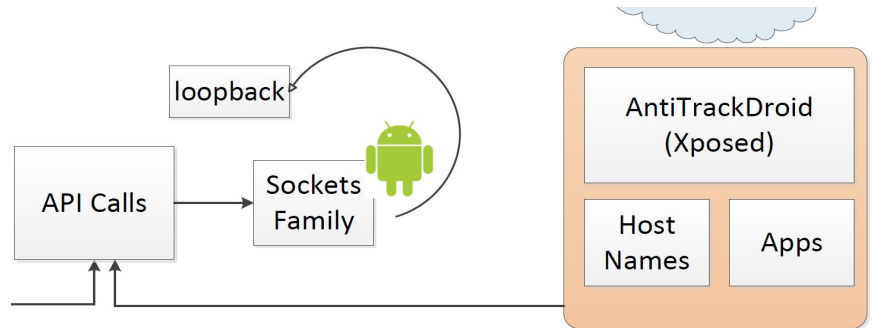 loopback
API Calls
Sockets
Family
AntiTrackDroid
(Xposed)
Host
Names
Apps